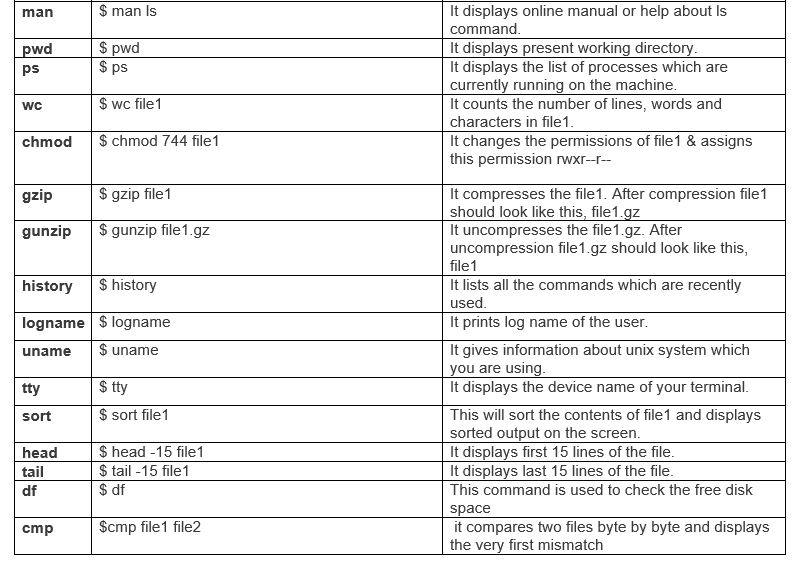 man $ man ls It displays online manual or help about ls
command.
pwd $ pwd It displays present working directory.
ps $ ps It displays the list of processes which are
currently running on the machine.
wc $ wc file1 It counts the number of lines, words and
characters in file1.
chmod $ chmod 744 file1 It changes the permissions of file1 & assigns
this permission rwxr--r--
gzip $ gzip file1 It compresses the file1. After compression file1
should look like this, file1.gz
gunzip $ gunzip file1.gz It uncompresses the file1.gz. After
uncompression file1.gz should look like this,
file1
history $ history It lists all the commands which are recently
used.
logname $ logname It prints log name of the user.
uname $ uname It gives information about unix system which
you are using.
tty $ tty It displays the device name of your terminal.
sort $ sort file1 This will sort the contents of file1 and displays
sorted output on the screen.
head $ head -15 file1 It displays first 15 lines of the file.
tail $ tail -15 file1 It displays last 15 lines of the file.
df $ df This command is used to check the free disk
space
cmp $cmp file1 file2 it compares two files byte by byte and displays
the very first mismatch